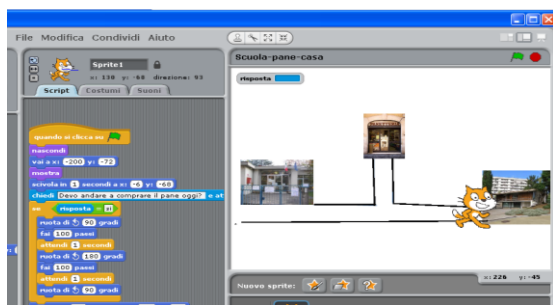 File Modifica Condividi Aiuto
Sprite1
x: 130 y: -68 direzione: 93
Script Costumi Suoni
quando si clicca su
nascondi
vai a x: -200 y: -72
mostra
scivola in 1 secondi a x: -6 y: -68
chiedi Devo andare a comprare il pane oggi? e at
se risposta = si
ruota di 90 gradi
fai 100 passi
attendi 1 secondi
ruota di 180 gradi
fai 100 passi
attendi 1 secondi
ruota di 90 gradi
Scuola-pane-casa
risposta
x: 226 y: -45
Nuovo sprite: